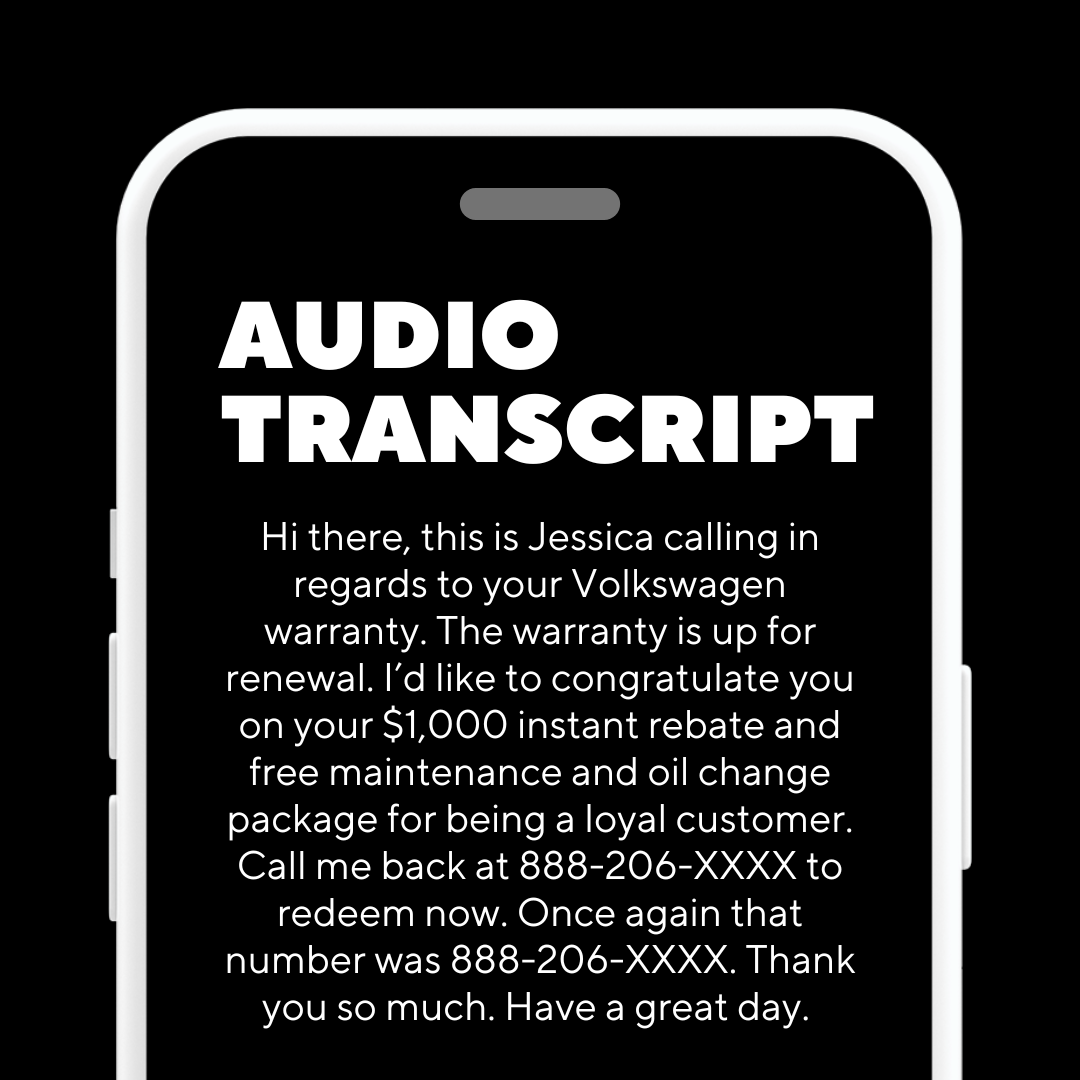 AUDIO
TRANSCRIPT
Hi there, this is Jessica calling in
regards to your Volkswagen
warranty. The warranty is up for
renewal. I’d like to congratulate you
on your $1,000 instant rebate and
free maintenance and oil change
package for being a loyal customer.
Call me back at 888-206-XXXX to
redeem now. Once again that
number was 888-206-XXXX. Thank
you so much. Have a great day.